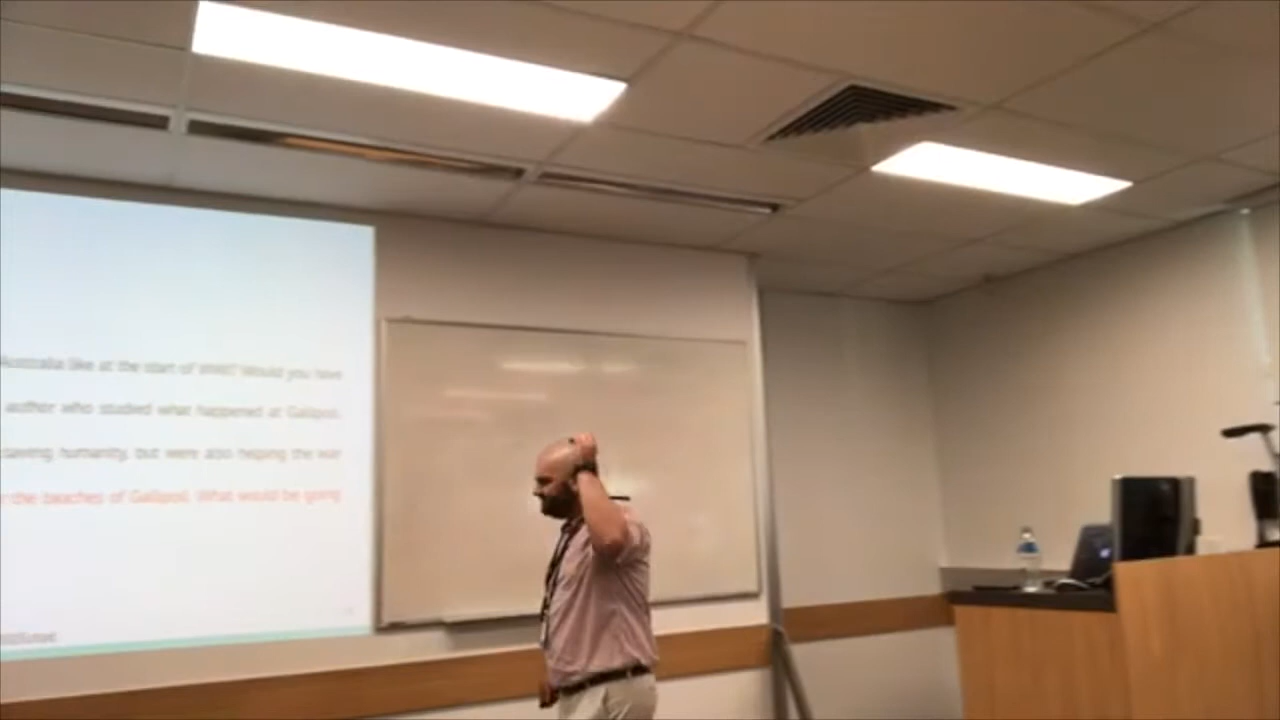 Australia like at the start of WWI? Would you have
author who studied what happened at Gallipoli.
saving humanity, but were also helping the war
r the beaches of Gallipoli. What would be going